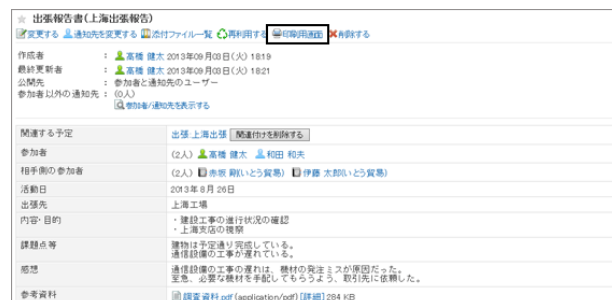 出張報告書(上海出張報告)
変更する 通知先を変更する 添付ファイル一覧 再利用する 印刷用画面 削除する
作成者 : 高橋 健太 2013年09月03日(火) 18:19
最終更新者 : 高橋 健太 2013年09月03日(火) 18:21
公開先 : 参加者と通知先のユーザー
参加者以外の通知先 : (0人)
参加者/通知先を表示する
関連する予定 出張 上海出張 関連付けを削除する
参加者 (2人) 高橋 健太 和田 和夫
相手側の参加者 (2人) 赤坂 剛(いとう貿易) 伊藤 太郎(いとう貿易)
活動日 2013年 8月 26日
出張先 上海工場
内容・目的 ・建設工事の進行状況の確認
・上海支店の視察
課題点等 建物は予定通り完成している。
通信設備の工事が遅れている。
感想 通信設備の工事の遅れは、機材の発注ミスが原因だった。
至急、必要な機材を手配してもらうよう、取引先に依頼した。
参考資料 調査資料.pdf (application/pdf) [詳細] 284 KB